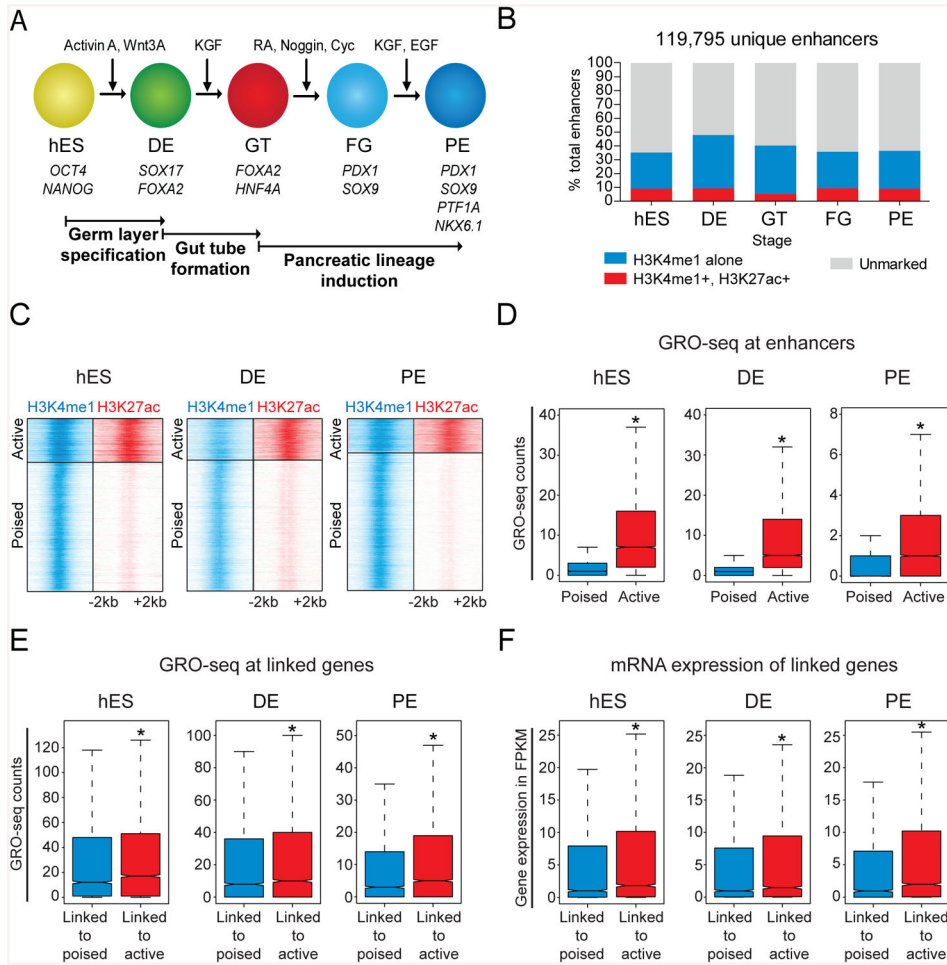 A
Activin A, Wnt3A
KGF
RA, Noggin, Cyc
KGF, EGF
hES
DE
GT
FG
PE
OCT4
NANOG
SOX17
FOXA2
FOXA2
HNF4A
PDX1
SOX9
PDX1
SOX9
PTF1A
NKX6.1
Germ layer
specification
Gut tube
formation
Pancreatic lineage
induction
B
119,795 unique enhancers
% total enhancers
100
90
80
70
60
50
40
30
20
10
0
hES DE GT FG PE
Stage
H3K4me1 alone
H3K4me1+, H3K27ac+
Unmarked
C
hES
H3K4me1 H3K27ac
Active
Poised
-2kb +2kb
DE
H3K4me1 H3K27ac
Active
Poised
-2kb +2kb
PE
H3K4me1 H3K27ac
Active
Poised
-2kb +2kb
D
GRO-seq at enhancers
GRO-seq counts
hES
40
30
20
10
0
*
Poised Active
DE
40
30
20
10
0
*
Poised Active
PE
8
6
4
2
0
*
Poised Active
E
GRO-seq at linked genes
GRO-seq counts
hES
120
100
80
60
40
20
0
*
Linked Linked
to to
poised active
DE
100
80
60
40
20
0
*
Linked Linked
to to
poised active
PE
50
40
30
20
10
0
*
Linked Linked
to to
poised active
F
mRNA expression of linked genes
Gene expression in FPKM
hES
25
20
15
10
5
0
*
Linked Linked
to to
poised active
DE
25
20
15
10
5
0
*
Linked Linked
to to
poised active
PE
25
20
15
10
5
0
*
Linked Linked
to to
poised active